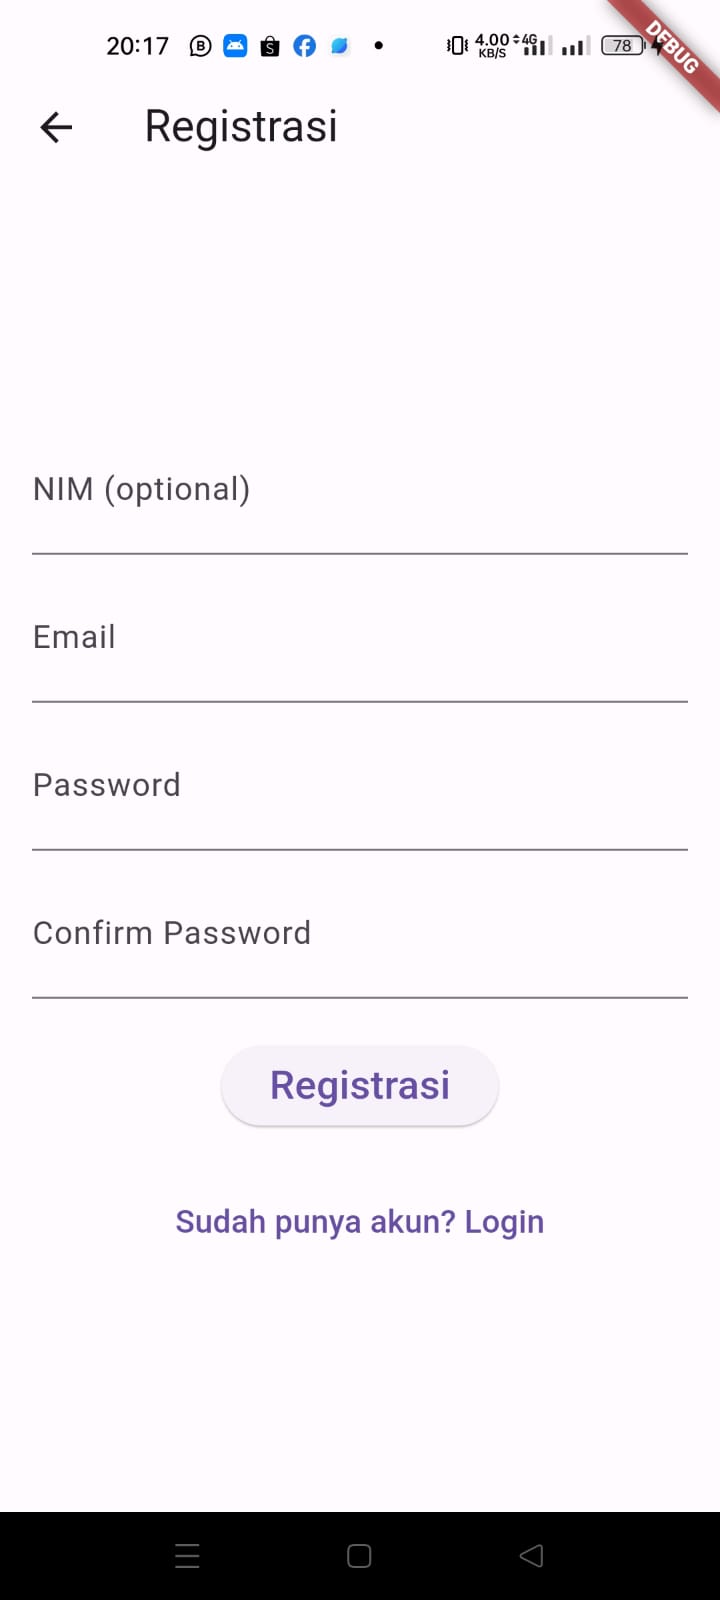 20:17 4.00 KB/S 4G 78
DEBUG
Registrasi
NIM (optional)
Email
Password
Confirm Password
Registrasi
Sudah punya akun? Login